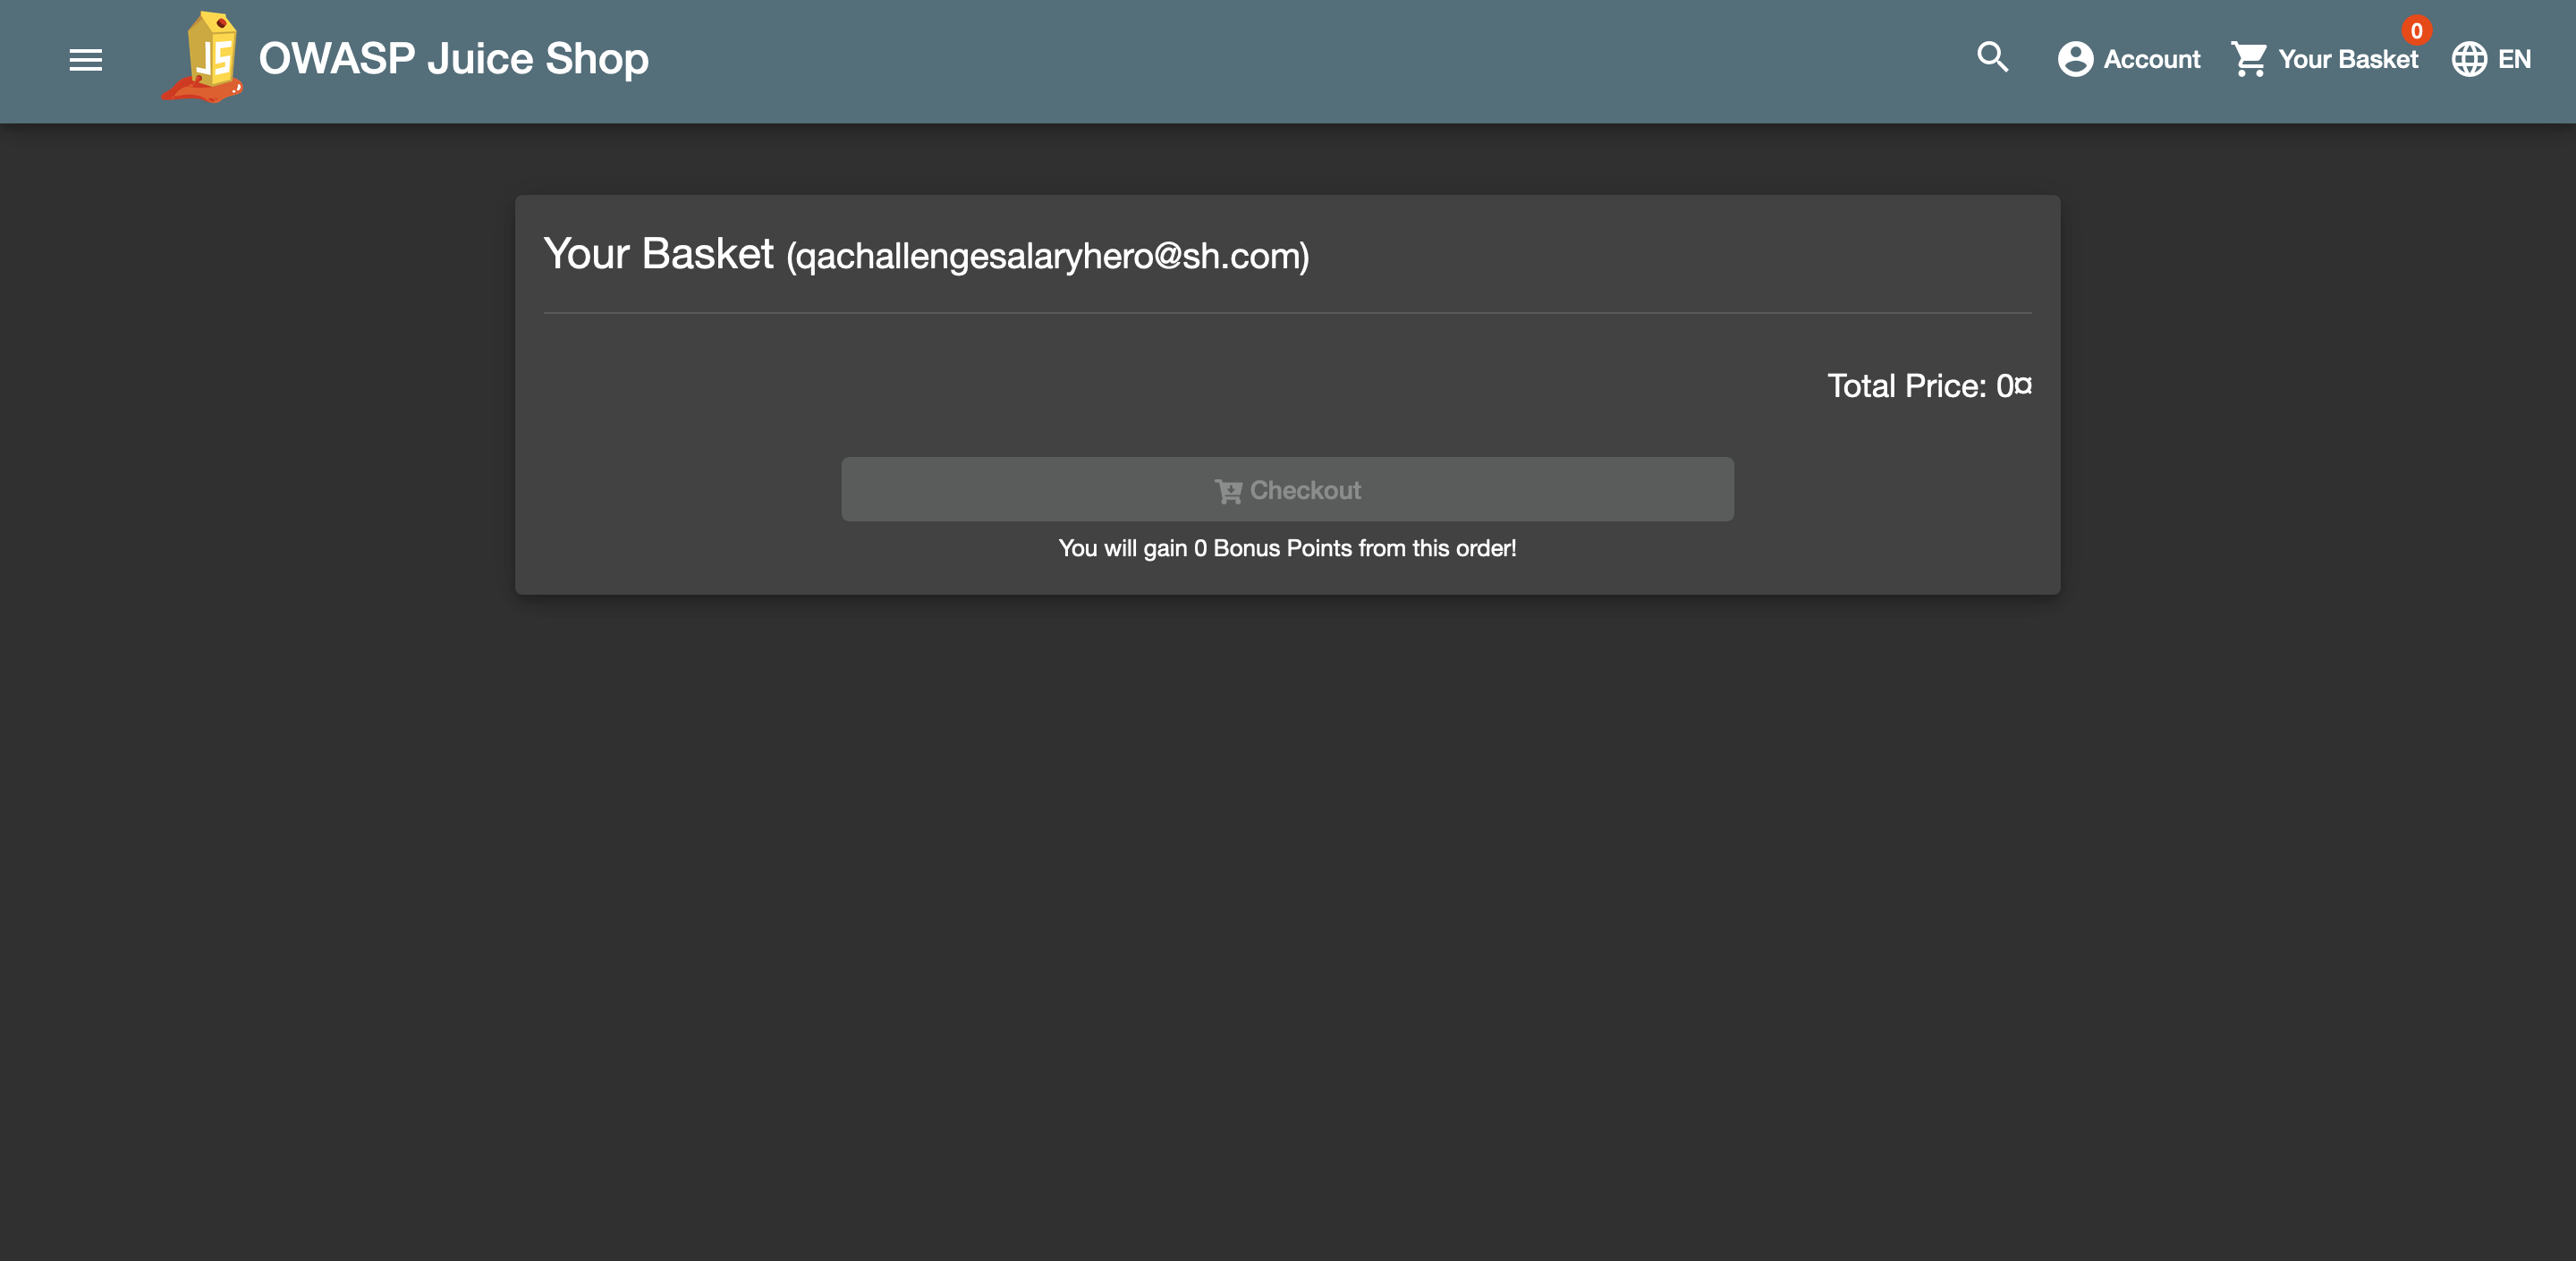 JS
OWASP Juice Shop
Account
0
Your Basket
EN
Your Basket (qachallengesalaryhero@sh.com)
Total Price: 0¤
Checkout
You will gain 0 Bonus Points from this order!